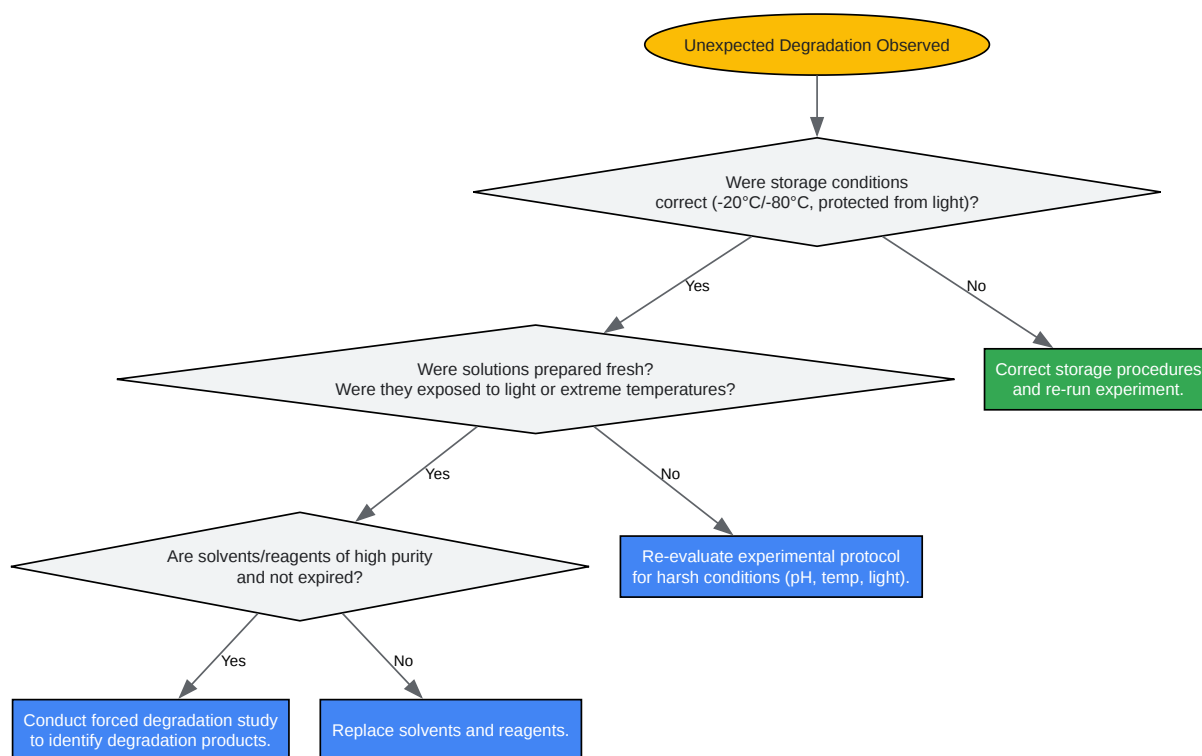 Unexpected Degradation Observed
Were storage conditions
correct (-20°C/-80°C, protected from light)?
Yes
No
Were solutions prepared fresh?
Were they exposed to light or extreme temperatures?
Correct storage procedures
and re-run experiment.
Yes
No
Are solvents/reagents of high purity
and not expired?
Re-evaluate experimental protocol
for harsh conditions (pH, temp, light).
Yes
No
Conduct forced degradation study
to identify degradation products.
Replace solvents and reagents.